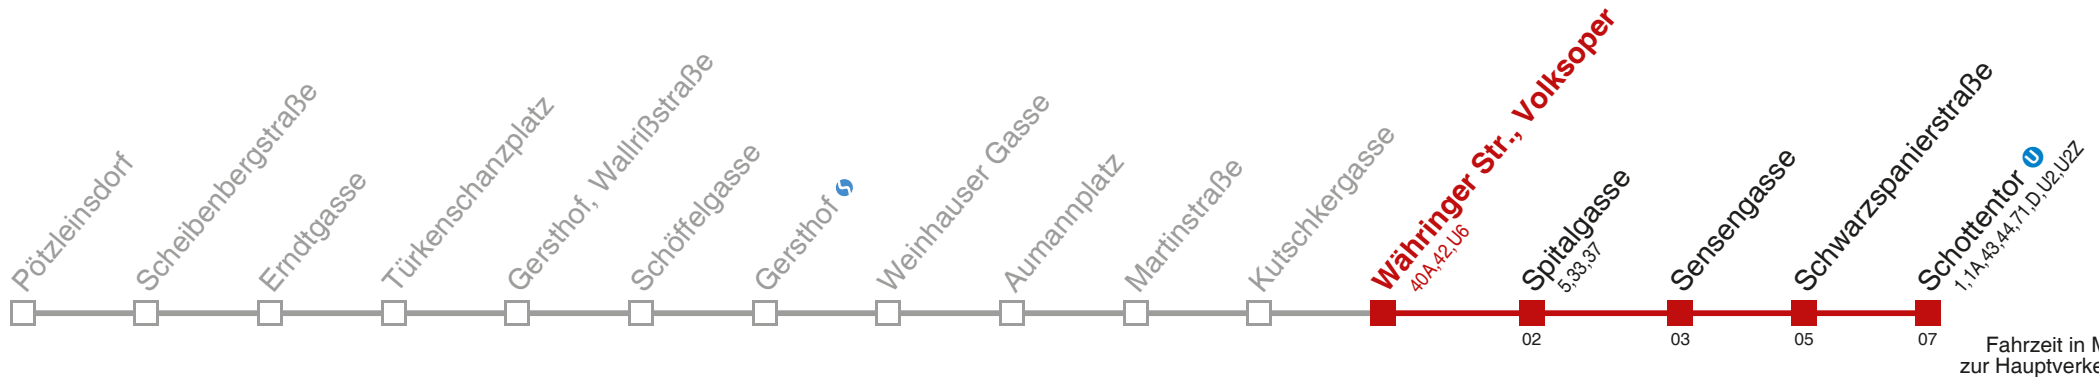 Pötzleinsdorf
Scheibenbergstraße
Erndtgasse
Türkenschanzplatz
Gersthof, Wallrißstraße
Schöffelgasse
Gersthof
Weinhauser Gasse
Aumannplatz
Martinstraße
Kutschkergasse
Währinger Str., Volksoper
40A,42,U6
Spitalgasse
5,33,37
Sensengasse
Schwarzspanierstraße
Schottentor U
1,1A,43,44,71,D,U2,U2Z
02
03
05
07
Fahrzeit in M
zur Hauptverke